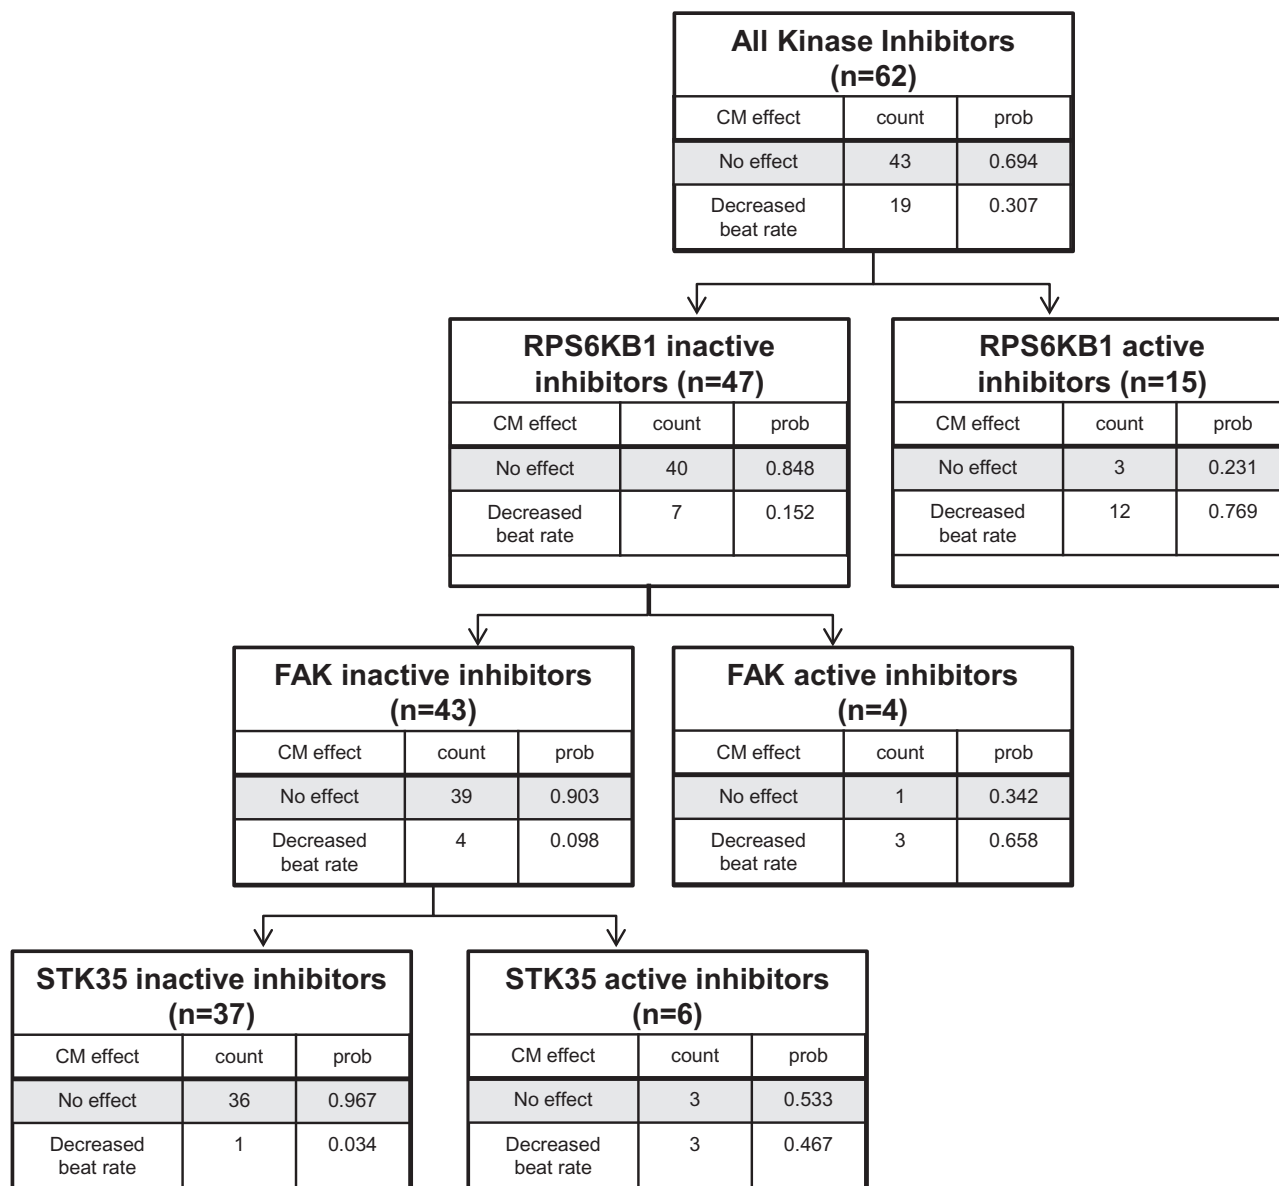 All Kinase Inhibitors
(n=62)
CM effect count prob
No effect 43 0.694
Decreased 19 0.307
beat rate
RPS6KB1 inactive
inhibitors (n=47)
CM effect count prob
No effect 40 0.848
Decreased 7 0.152
beat rate
RPS6KB1 active
inhibitors (n=15)
CM effect count prob
No effect 3 0.231
Decreased 12 0.769
beat rate
FAK inactive inhibitors
(n=43)
CM effect count prob
No effect 39 0.903
Decreased 4 0.098
beat rate
FAK active inhibitors
(n=4)
CM effect count prob
No effect 1 0.342
Decreased 3 0.658
beat rate
STK35 inactive inhibitors
(n=37)
CM effect count prob
No effect 36 0.967
Decreased 1 0.034
beat rate
STK35 active inhibitors
(n=6)
CM effect count prob
No effect 3 0.533
Decreased 3 0.467
beat rate